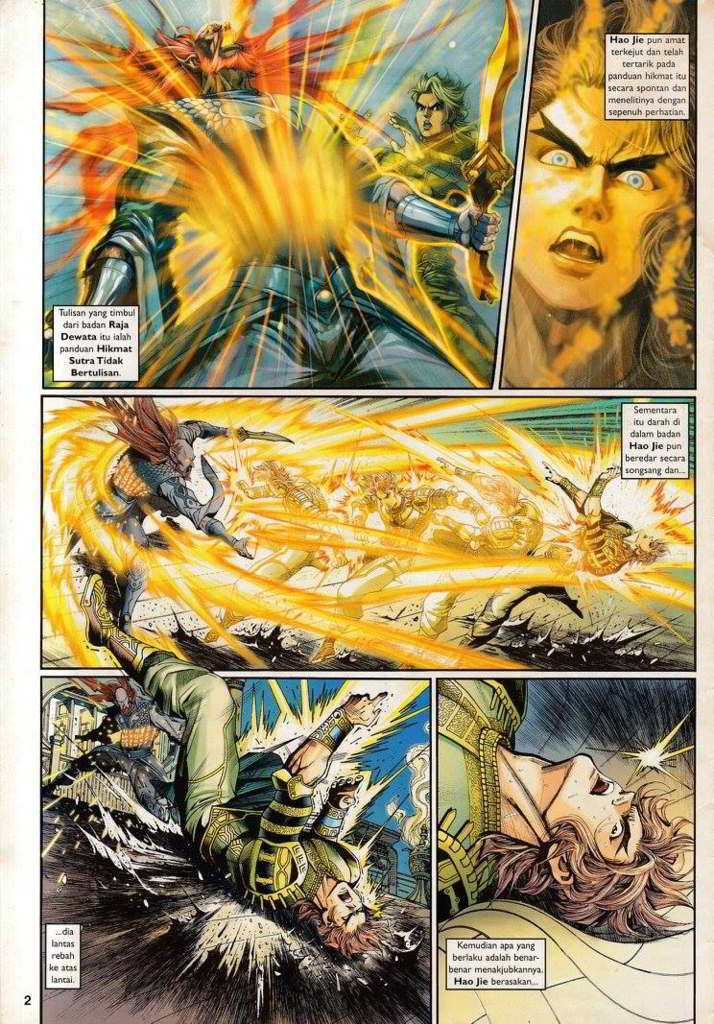 Tulisan yang timbul
dari badan Raja
Dewata itu ialah
panduan Hikmat
Sutra Tidak
Bertulisan.
Hao Jie pun amat
terkejut dan telah
tertarik pada
panduan hikmat itu
secara spontan dan
menelitinya dengan
sepenuh perhatian.
Sementara
itu darah di
dalam badan
Hao Jie pun
beredar secara
songsang dan...
...dia
lantas
rebah
ke atas
lantai.
Kemudian apa yang
berlaku adalah benar-
benar menakjubkannya.
Hao Jie berasakan...
2